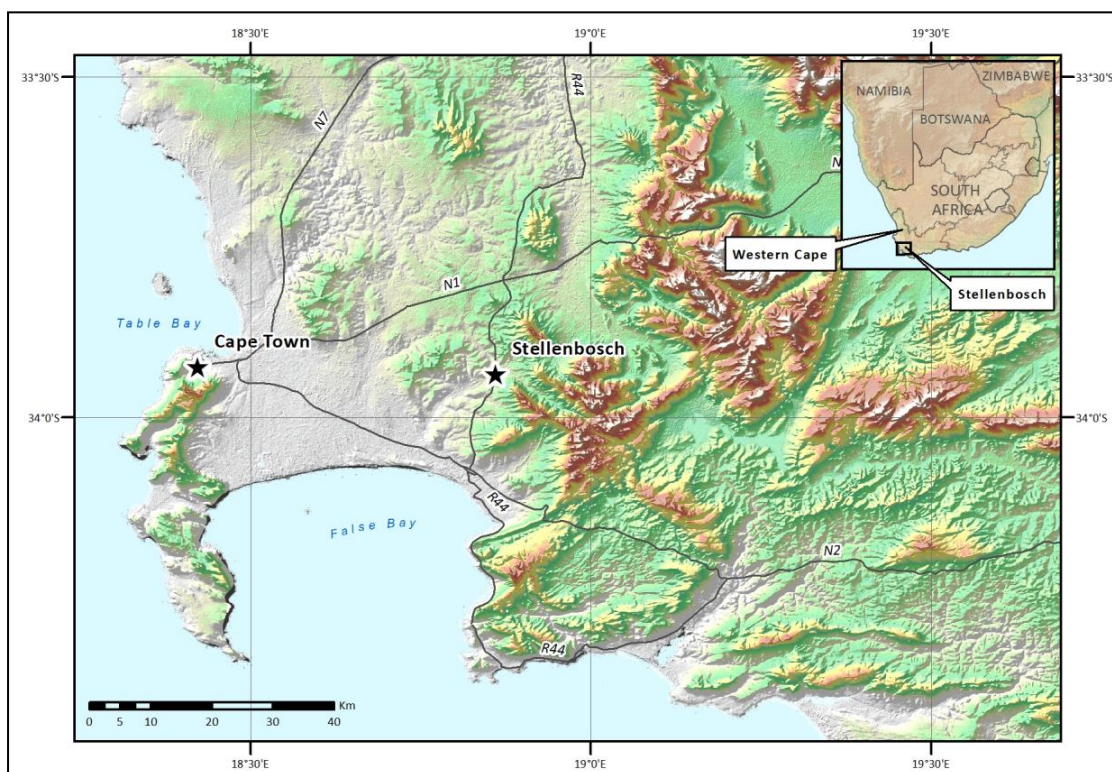 18°30'E
19°0'E
19°30'E
33°30'S
33°30'S
N7
R44
N
ZIMBABWE
NAMIBIA
BOTSWANA
SOUTH
AFRICA
Western Cape
Stellenbosch
N1
Table Bay
Cape Town
Stellenbosch
34°0'S
34°0'S
R44
False Bay
N2
R44
0 5 10 20 30 40 Km
18°30'E
19°0'E
19°30'E